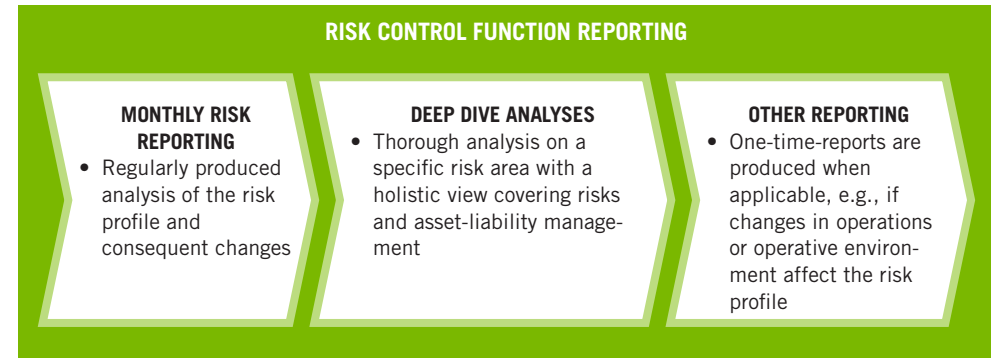 RISK CONTROL FUNCTION REPORTING
MONTHLY RISK
REPORTING
• Regularly produced
analysis of the risk
profile and
consequent changes
DEEP DIVE ANALYSES
• Thorough analysis on a
specific risk area with a
holistic view covering risks
and asset-liability manage-
ment
OTHER REPORTING
• One-time-reports are
produced when
applicable, e.g., if
changes in operations
or operative environ-
ment affect the risk
profile